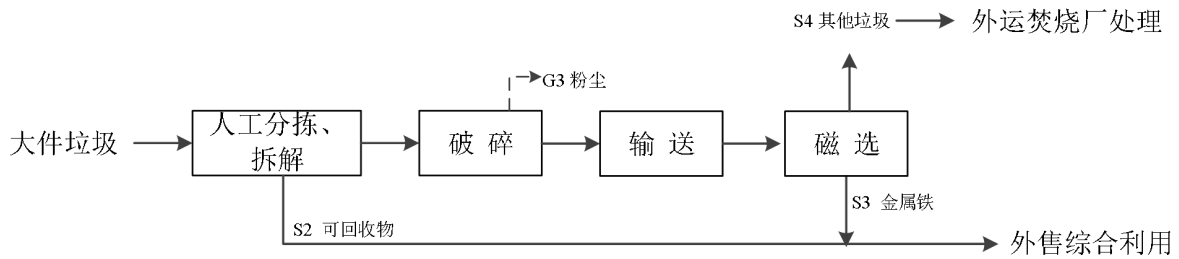 S4 其他垃圾
外运焚烧厂处理
G3 粉尘
大件垃圾
人工分拣、
拆解
破 碎
输 送
磁 选
S3 金属铁
S2 可回收物
外售综合利用